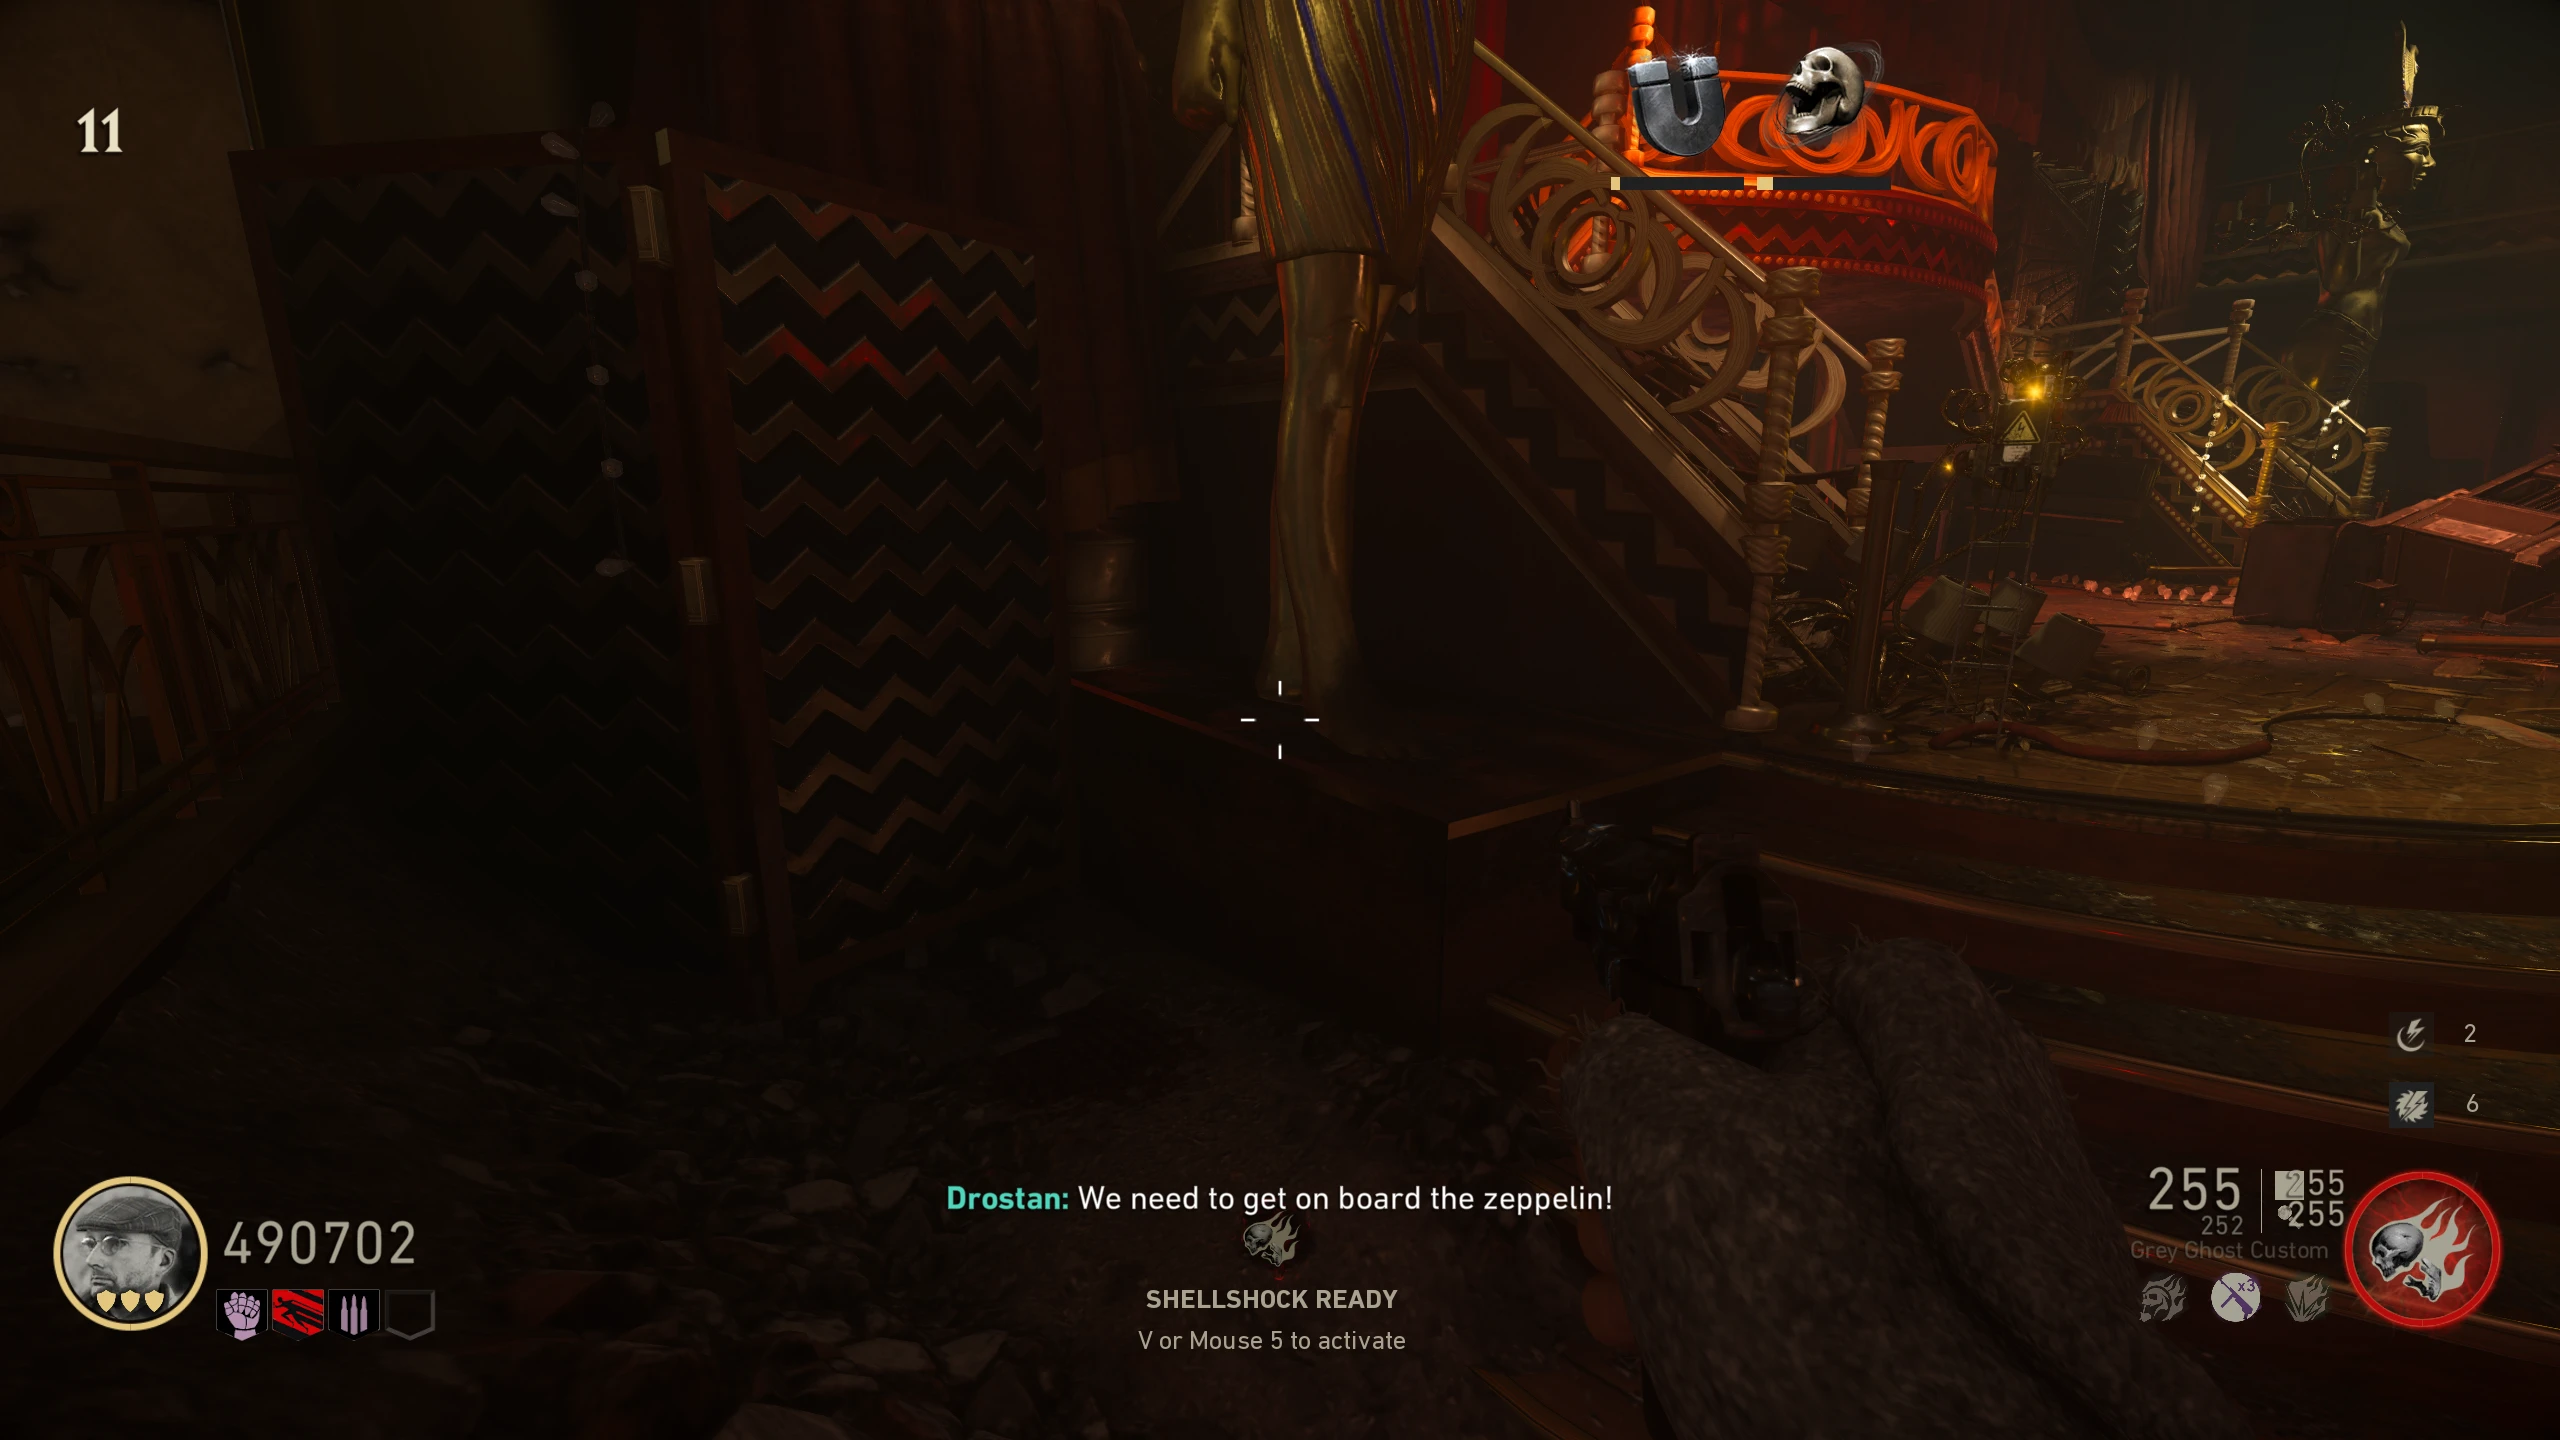 11
2
6
Drostan: We need to get on board the zeppelin!
490702
SHELLSHOCK READY
V or Mouse 5 to activate
255
252
255
255
Grey Ghost Custom
x3